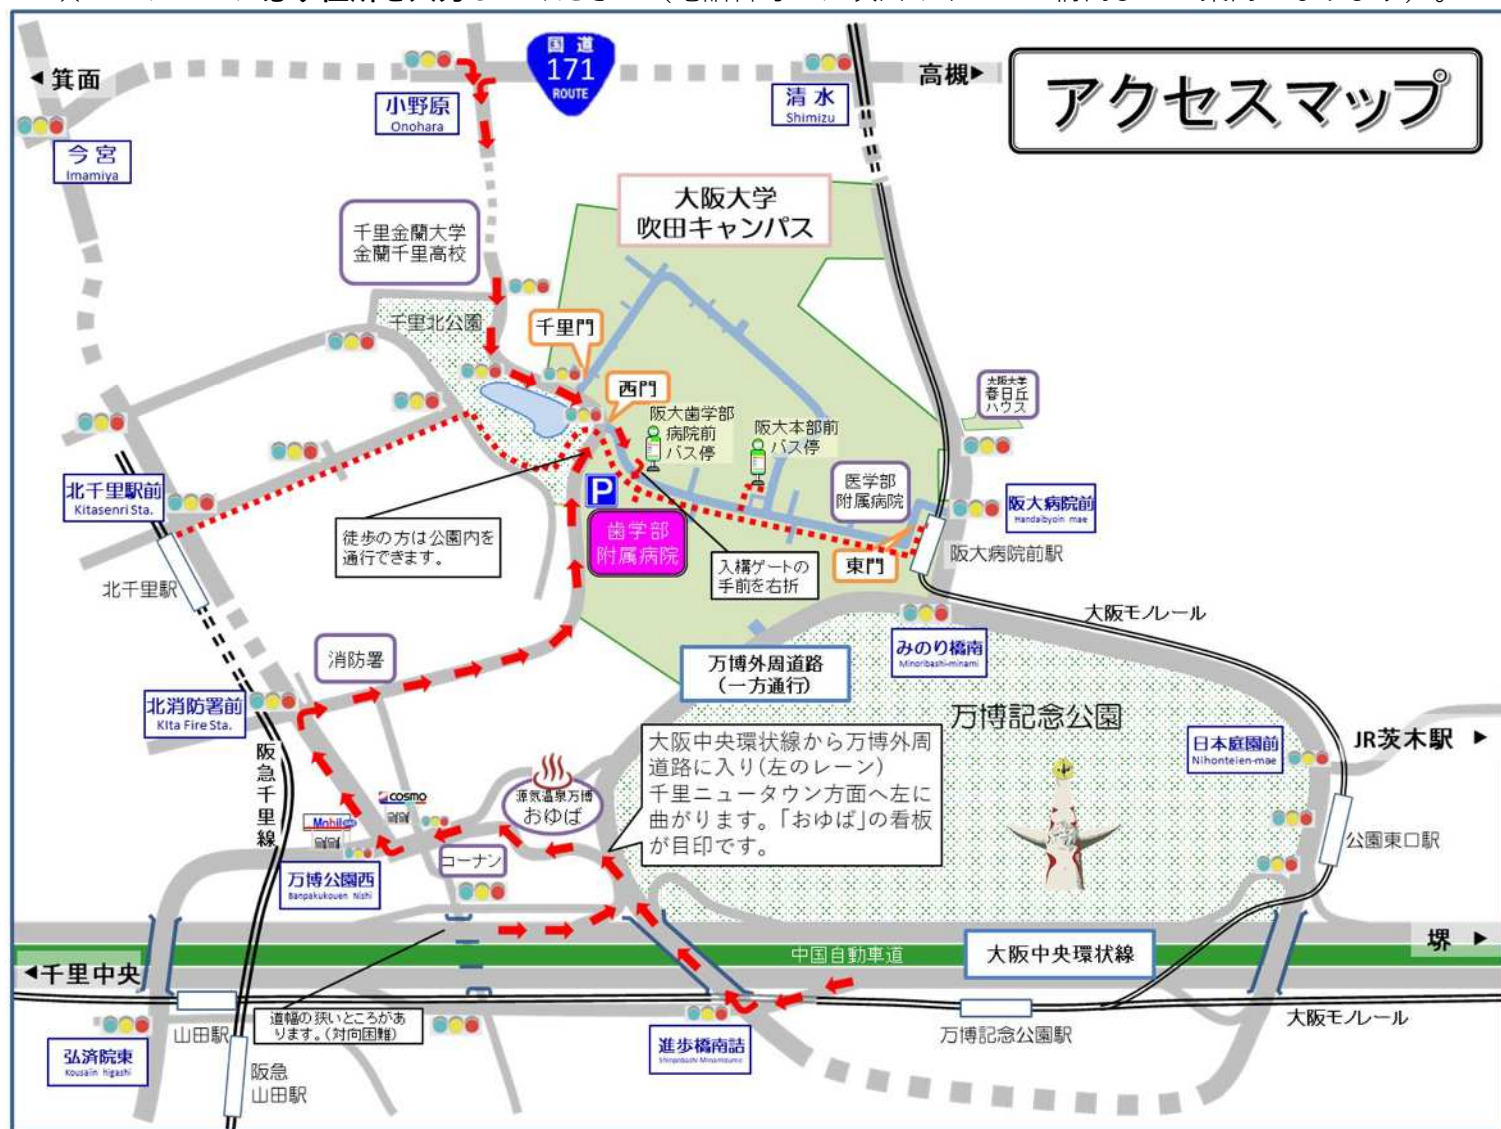 国道
171
ROUTE
アクセスマップ
◀箕面
高槻▶
小野原
Onohara
清水
Shimizu
今宮
Imamiya
大阪大学
吹田キャンパス
千里金蘭大学
金蘭千里高校
千里北公園
千里門
西門
阪大歯学部
病院前
バス停
阪大本部前
バス停
大阪大学
春日丘
ハウス
医学部
附属病院
北千里駅前
Kitasenri Sta.
P
歯学部
附属病院
阪大病院前
Handaibyoin mae
徒歩の方は公園内を
通行できます。
入構ゲートの
手前を右折
東門
阪大病院前駅
北千里駅
大阪モノレール
消防署
みのり橋南
Minoribashi-minami
万博外周道路
(一方通行)
北消防署前
Kita Fire Sta.
万博記念公園
大阪中央環状線から万博外周
道路に入り(左のレーン)
千里ニュータウン方面へ左に
曲がります。「おゆば」の看板
が目印です。
日本庭園前
Nihonteien-mae
JR茨木駅 ▶
阪急千里線
源気温泉万博
おゆば
COSMO
Mobil
コーナン
公園東口駅
万博公園西
Banpakukouen Nishi
中国自動車道
大阪中央環状線
堺 ▶
◀千里中央
道幅の狭いところがあ
ります。(対向困難)
山田駅
万博記念公園駅
大阪モノレール
進歩橋南詰
弘済院東
Kousaiin higashi
阪急
山田駅